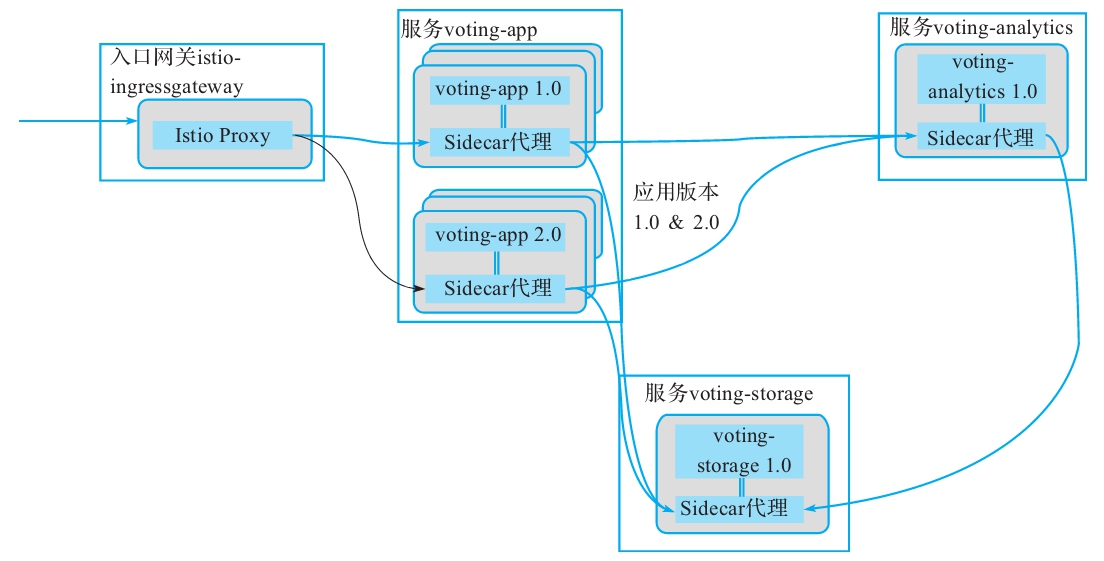 入口网关istio-
ingressgateway
Istio Proxy
服务voting-app
voting-app 1.0
Sidecar代理
voting-app 2.0
Sidecar代理
应用版本
1.0 & 2.0
服务voting-analytics
voting-
analytics 1.0
Sidecar代理
服务voting-storage
voting-
storage 1.0
Sidecar代理